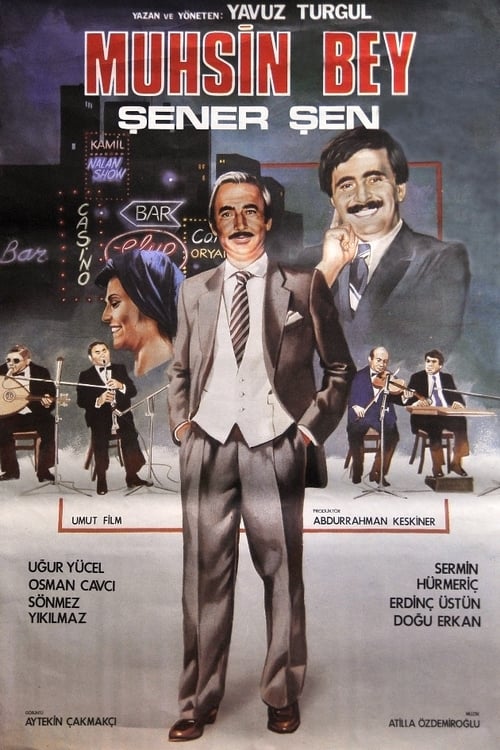 YAZAN ve YÖNETEN: YAVUZ TURGUL
MUHSİN BEY
ŞENER ŞEN
KAMİL
NALAN
SHOW
CASINO
BAR
Bar
ORYA
UMUT FİLM
PRODÜKTÖR
ABDURRAHMAN KESKİNER
UĞUR YÜCEL
OSMAN CAVCI
SÖNMEZ
YIKILMAZ
SERMİN
HÜRMERİÇ
ERDİNÇ ÜSTÜN
DOĞU ERKAN
GÖRÜNTÜ
AYTEKİN ÇAKMAKÇI
MÜZİK
ATİLLA ÖZDEMİROĞLU